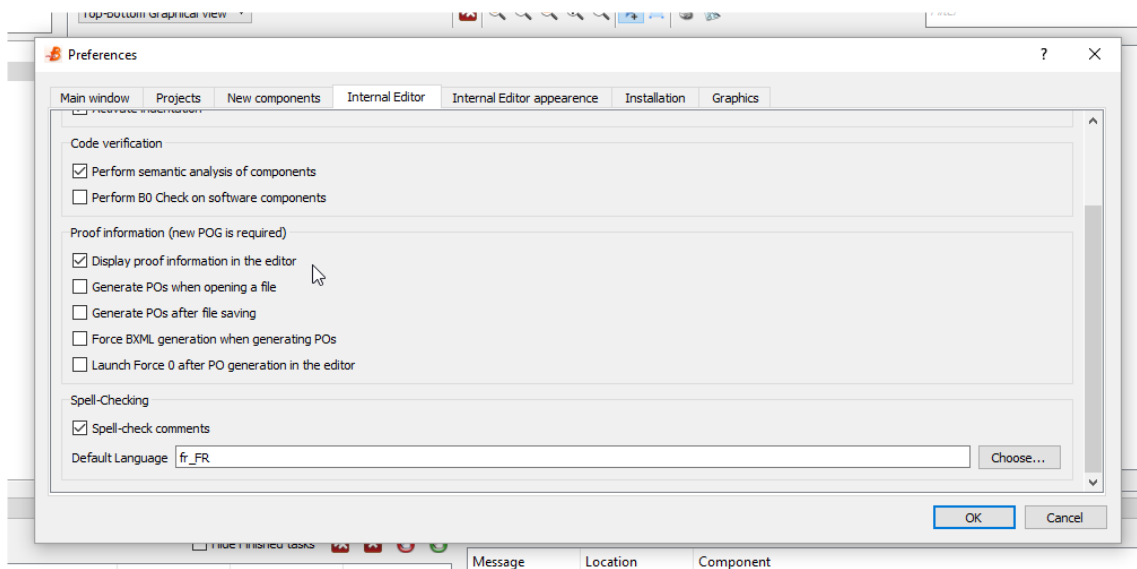 Top-Bottom Graphical view
Preferences
?
Main window Projects New components Internal Editor Internal Editor appearence Installation Graphics
Activate indentation
Code verification
Perform semantic analysis of components
Perform B0 Check on software components
Proof information (new POG is required)
Display proof information in the editor
Generate POs when opening a file
Generate POs after file saving
Force BXML generation when generating POs
Launch Force 0 after PO generation in the editor
Spell-Checking
Spell-check comments
Default Language fr_FR Choose...
OK Cancel
Hide Finished tasks
Message Location Component